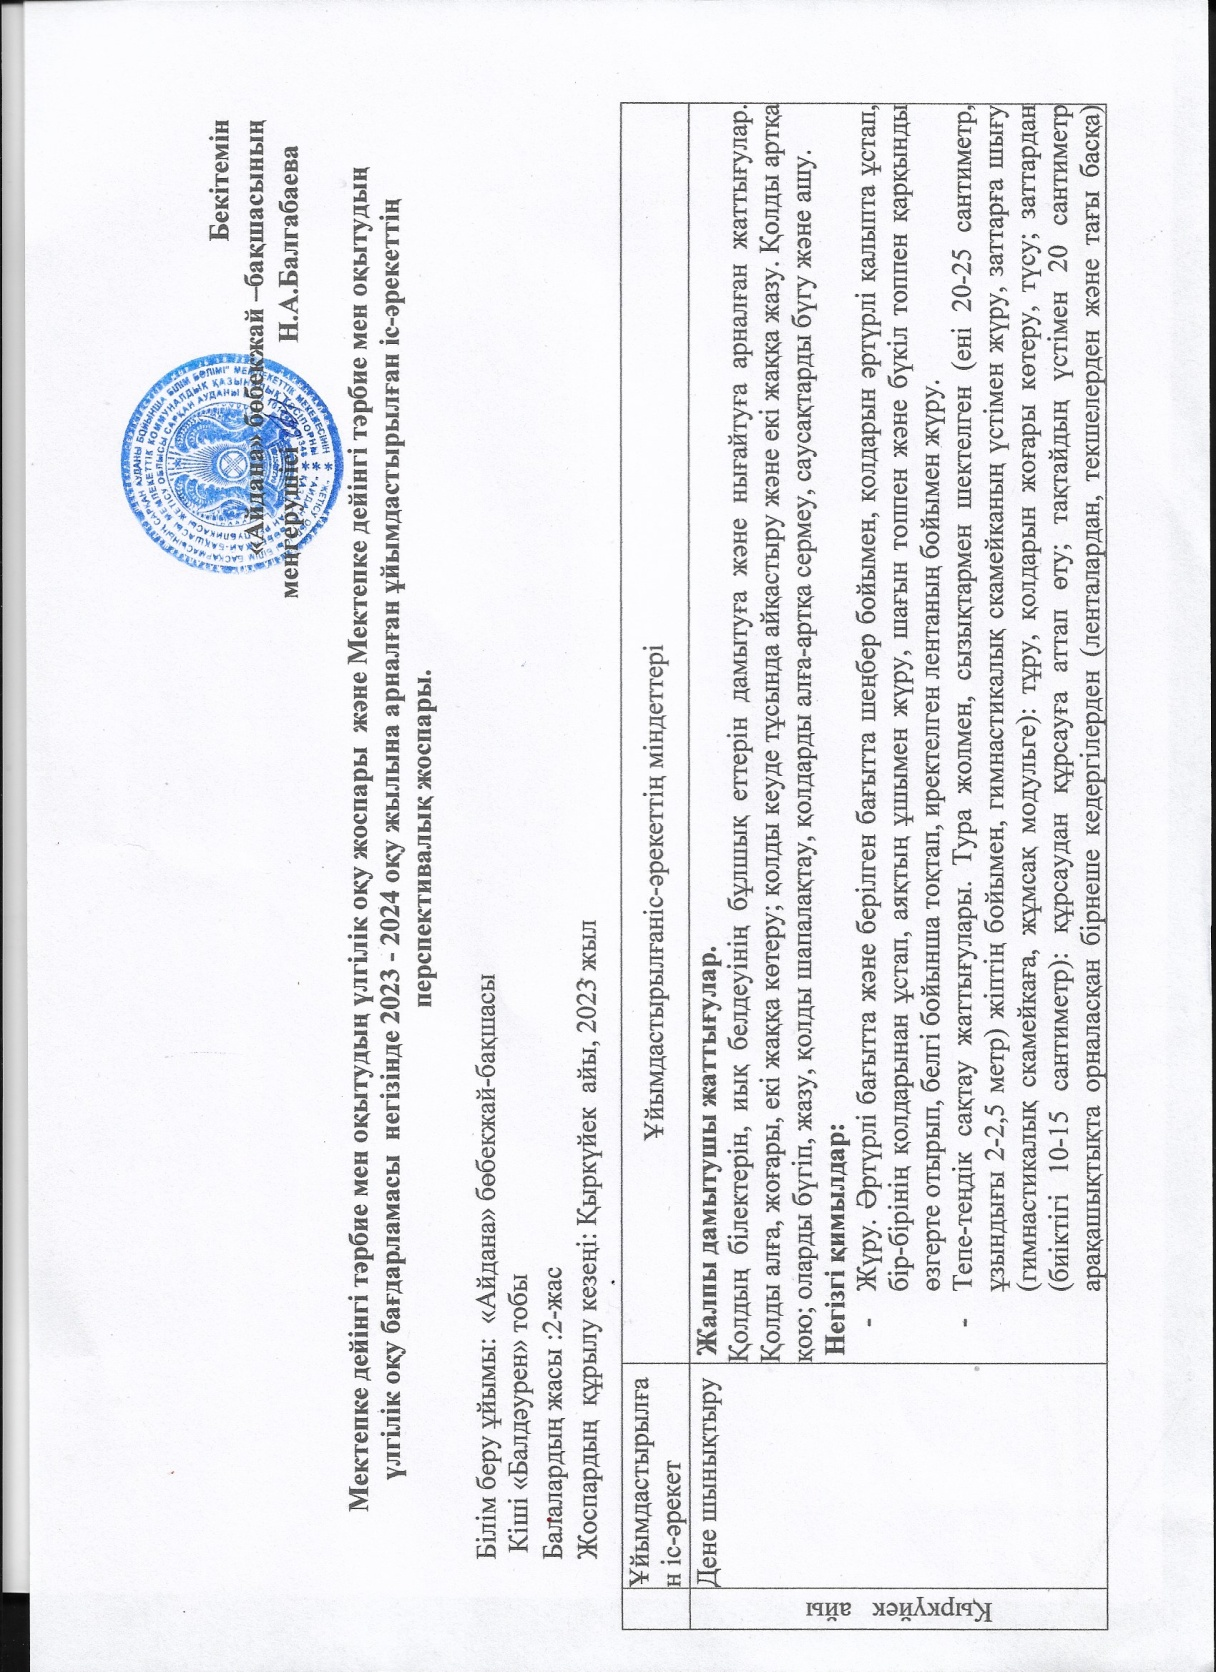 Бекітемін
«Айдана» бөбекжай –бақшасының
меңгерушісі Н.А.Балгабаева
Мектепке дейінгі тәрбие мен оқытудың үлгілік оқу жоспары және Мектепке дейінгі тәрбие мен оқытудың
үлгілік оқу бағдарламасы негізінде 2023 - 2024 оқу жылына арналған ұйымдастырылған іс-әрекеттің
перспективалық жоспары.
Білім беру ұйымы: «Айдана» бөбекжай-бақшасы
Кіші «Балдәурен» тобы
Балалардың жасы :2-жас
Жоспардың құрылу кезеңі: Қыркүйек айы, 2023 жыл
Ұйымдастырылға
н іс-әрекет
Ұйымдастырылғаніс-әрекеттің міндеттері
Қыркүйек айы
Дене шынықтыру
Жалпы дамытушы жаттығулар.
Қолдың білектерін, иық белдеуінің бұлшық еттерін дамытуға және нығайтуға арналған жаттығулар.
Қолды алға, жоғары, екі жаққа көтеру; қолды кеуде тұсында айқастыру және екі жаққа жазу. Қолды артқа
қою; оларды бүгіп, жазу, қолды шапалақтау, қолдарды алға-артқа сермеу, саусақтарды бүгу және ашу.
Негізгі қимылдар:
- Жүру. Әртүрлі бағытта және берілген бағытта шеңбер бойымен, қолдарын әртүрлі қалыпта ұстап,
бір-бірінің қолдарынан ұстап, аяқтың ұшымен жүру, шағын топпен және бүкіл топпен қарқынды
өзгерте отырып, белгі бойынша тоқтап, иректелген лентаның бойымен жүру.
- Тепе-теңдік сақтау жаттығулары. Тура жолмен, сызықтармен шектелген (ені 20-25 сантиметр,
ұзындығы 2-2,5 метр) жіптің бойымен, гимнастикалық скамейканың үстімен жүру, заттарға шығу
(гимнастикалық скамейкаға, жұмсақ модульге): тұру, қолдарын жоғары көтеру, түсу; заттардан
(биіктігі 10-15 сантиметр): құрсаудан құрсауға аттап өту; тақтайдың үстімен 20 сантиметр
арақашықтықта орналасқан бірнеше кедергілерден (ленталардан, текшелерден және тағы басқа)